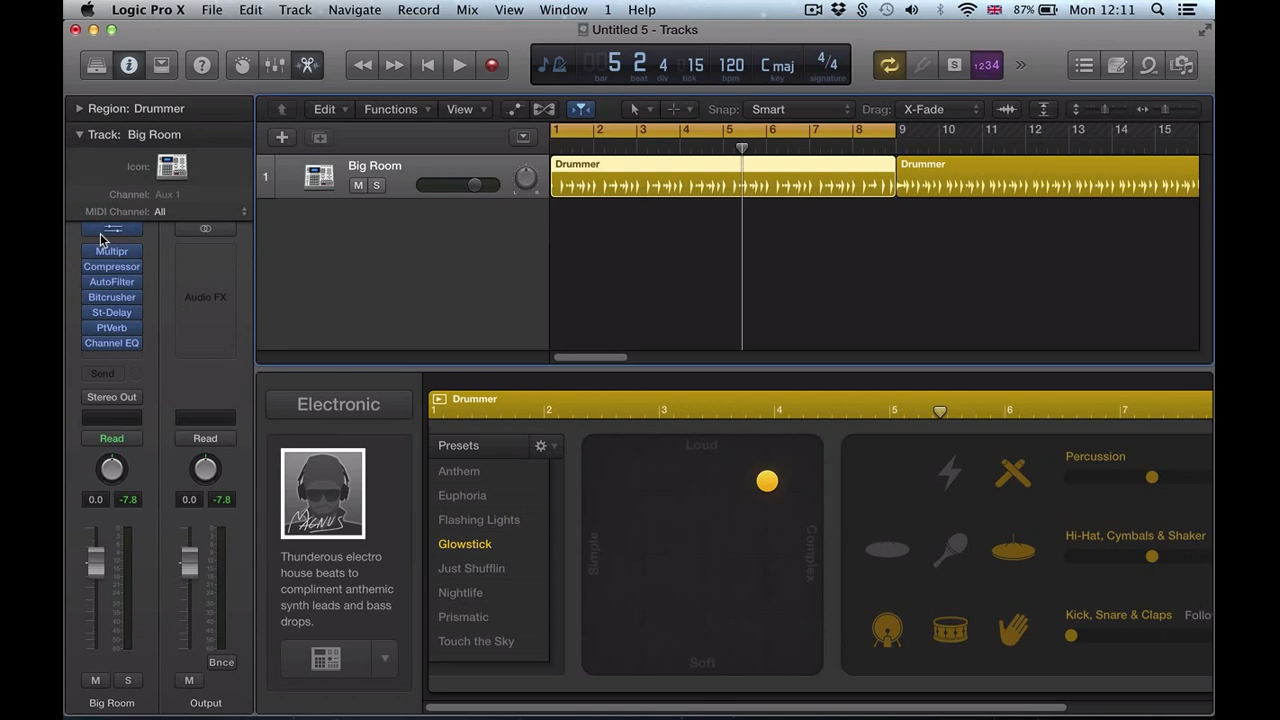 Logic Pro X File Edit Track Navigate Record Mix View Window 1 Help 87% Mon 12:11
Untitled 5 - Tracks
005 2 4 15 120 C maj 4/4
bar beat div tick bpm key signature
S 1234
Region: Drummer
Edit Functions View Snap: Smart Drag: X-Fade
Track: Big Room
1 2 3 4 5 6 7 8 9 10 11 12 13 14 15
Icon:
Channel: Aux 1
MIDI Channel: All
1 Big Room
M S
Drummer Drummer
Multipr
Compressor
AutoFilter
Bitcrusher
St-Delay
PtVerb
Channel EQ
Audio FX
Send
Stereo Out
Read Read
0.0 -7.8 0.0 -7.8
Bnce
M S M
Big Room Output
Electronic
MAGNUS
Thunderous electro
house beats to
compliment anthemic
synth leads and bass
drops.
Drummer
1 2 3 4 5 6 7
Presets
Anthem
Euphoria
Flashing Lights
Glowstick
Just Shufflin
Nightlife
Prismatic
Touch the Sky
Loud
Simple
Complex
Soft
Percussion
Hi-Hat, Cymbals & Shaker
Kick, Snare & Claps Follo